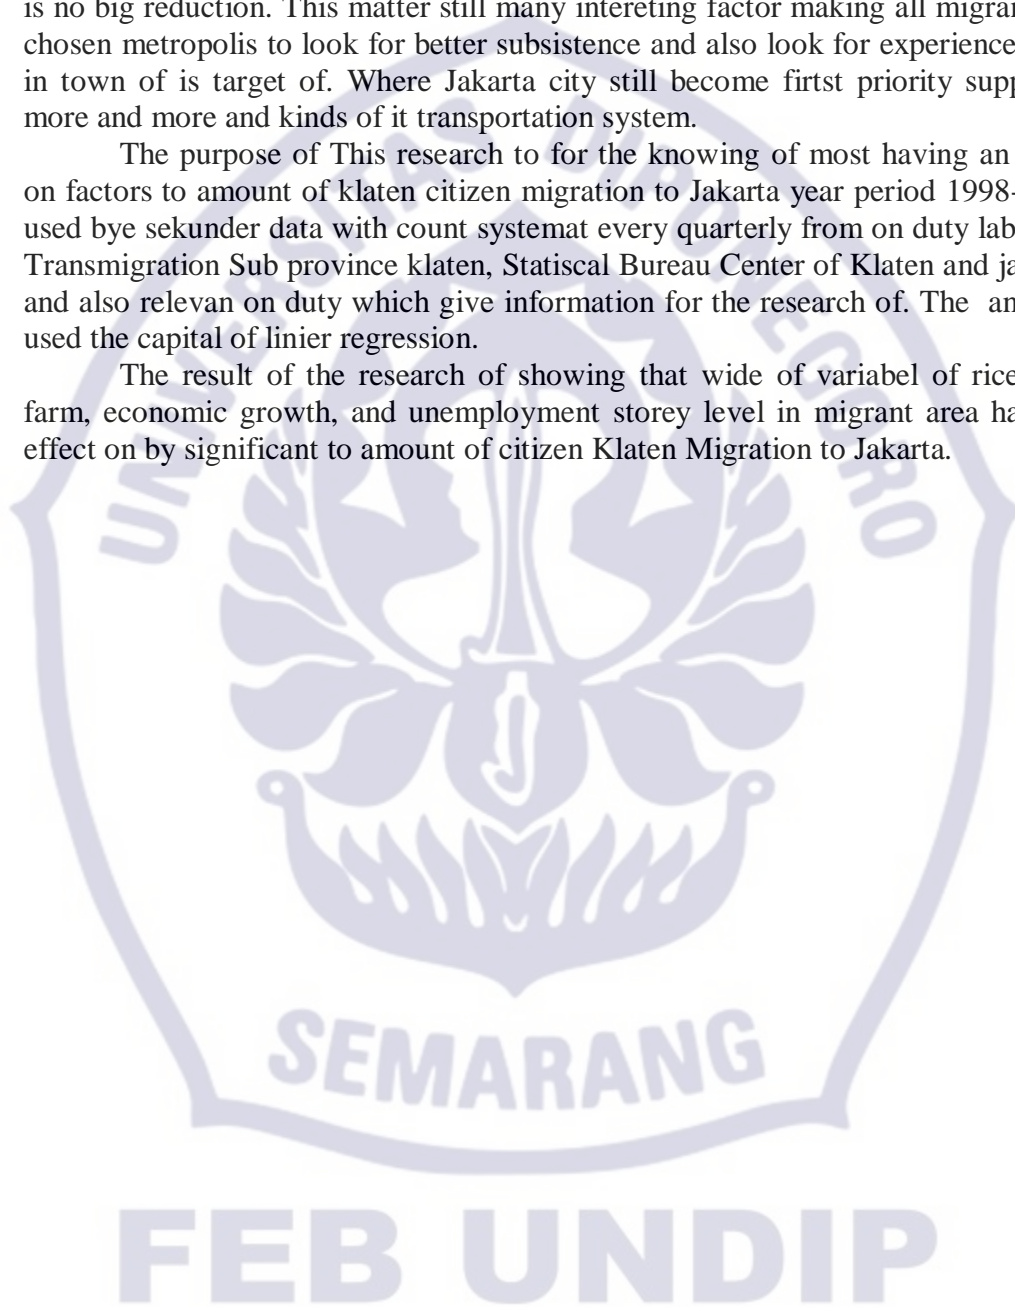 is no big reduction. This matter still many intereting factor making all
chosen metropolis to look for better subsistence and also look for experience
in town of is target of. Where Jakarta city still become firtst priority
more and more and kinds of it transportation system.
The purpose of This research to for the knowing of most having an
on factors to amount of klaten citizen migration to Jakarta year period 1998-
used bye sekunder data with count systemat every quarterly from on duty
Transmigration Sub province klaten, Statiscal Bureau Center of Klaten and
and also relevan on duty which give information for the research of. The
used the capital of linier regression.
The result of the research of showing that wide of variabel of rice
farm, economic growth, and unemployment storey level in migrant area
effect on by significant to amount of citizen Klaten Migration to Jakarta.
UNIVERSITAS DIPONEGORO
SEMARANG
FEB UNDIP